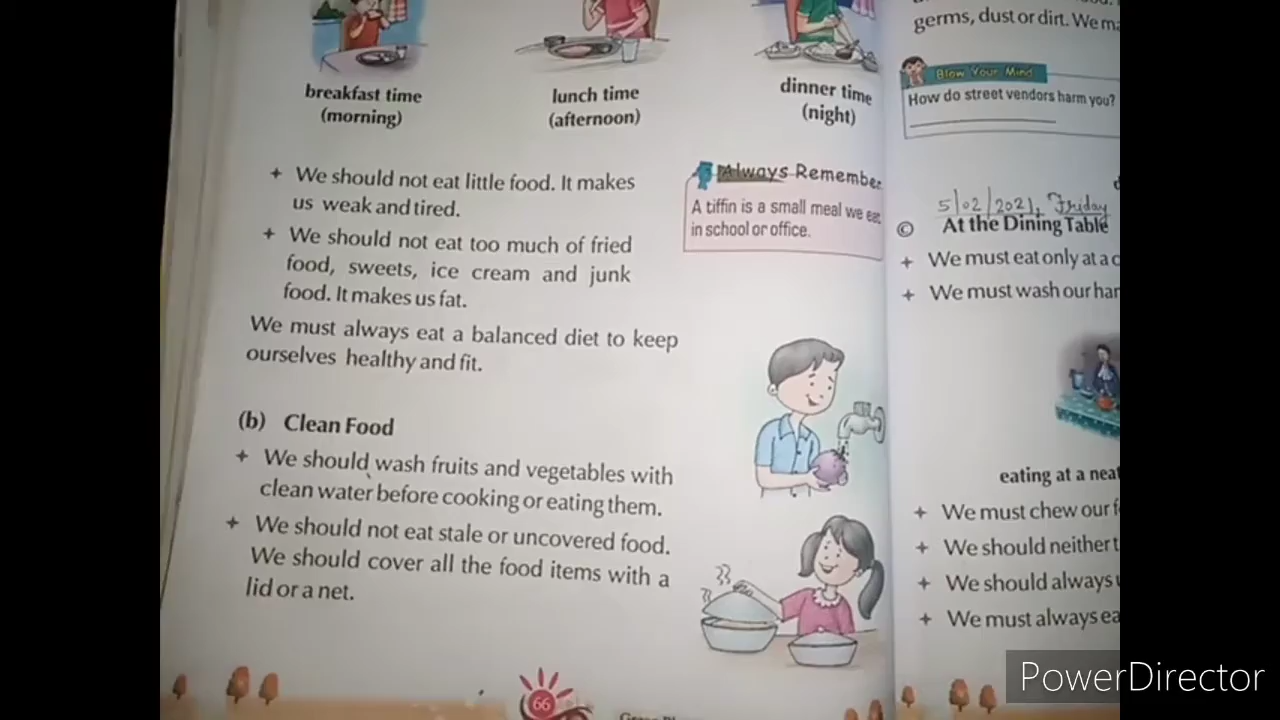 breakfast time
(morning)
lunch time
(afternoon)
dinner time
(night)
+ We should not eat little food. It makes
us weak and tired.
+ We should not eat too much of fried
food, sweets, ice cream and junk
food. It makes us fat.
We must always eat a balanced diet to keep
ourselves healthy and fit.
Always Remember
A tiffin is a small meal we eat
in school or office.
(b) Clean Food
+ We should wash fruits and vegetables with
clean water before cooking or eating them.
+ We should not eat stale or uncovered food.
We should cover all the food items with a
lid or a net.
66
germs, dust or dirt. We
Blow Your Mind
How do street vendors harm you?
5/02/2021, Friday
© At the Dining Table
+ We must eat only at a
+ We must wash our
eating at a
+ We must chew our
+ We should neither
+ We should always
+ We must always
PowerDirector